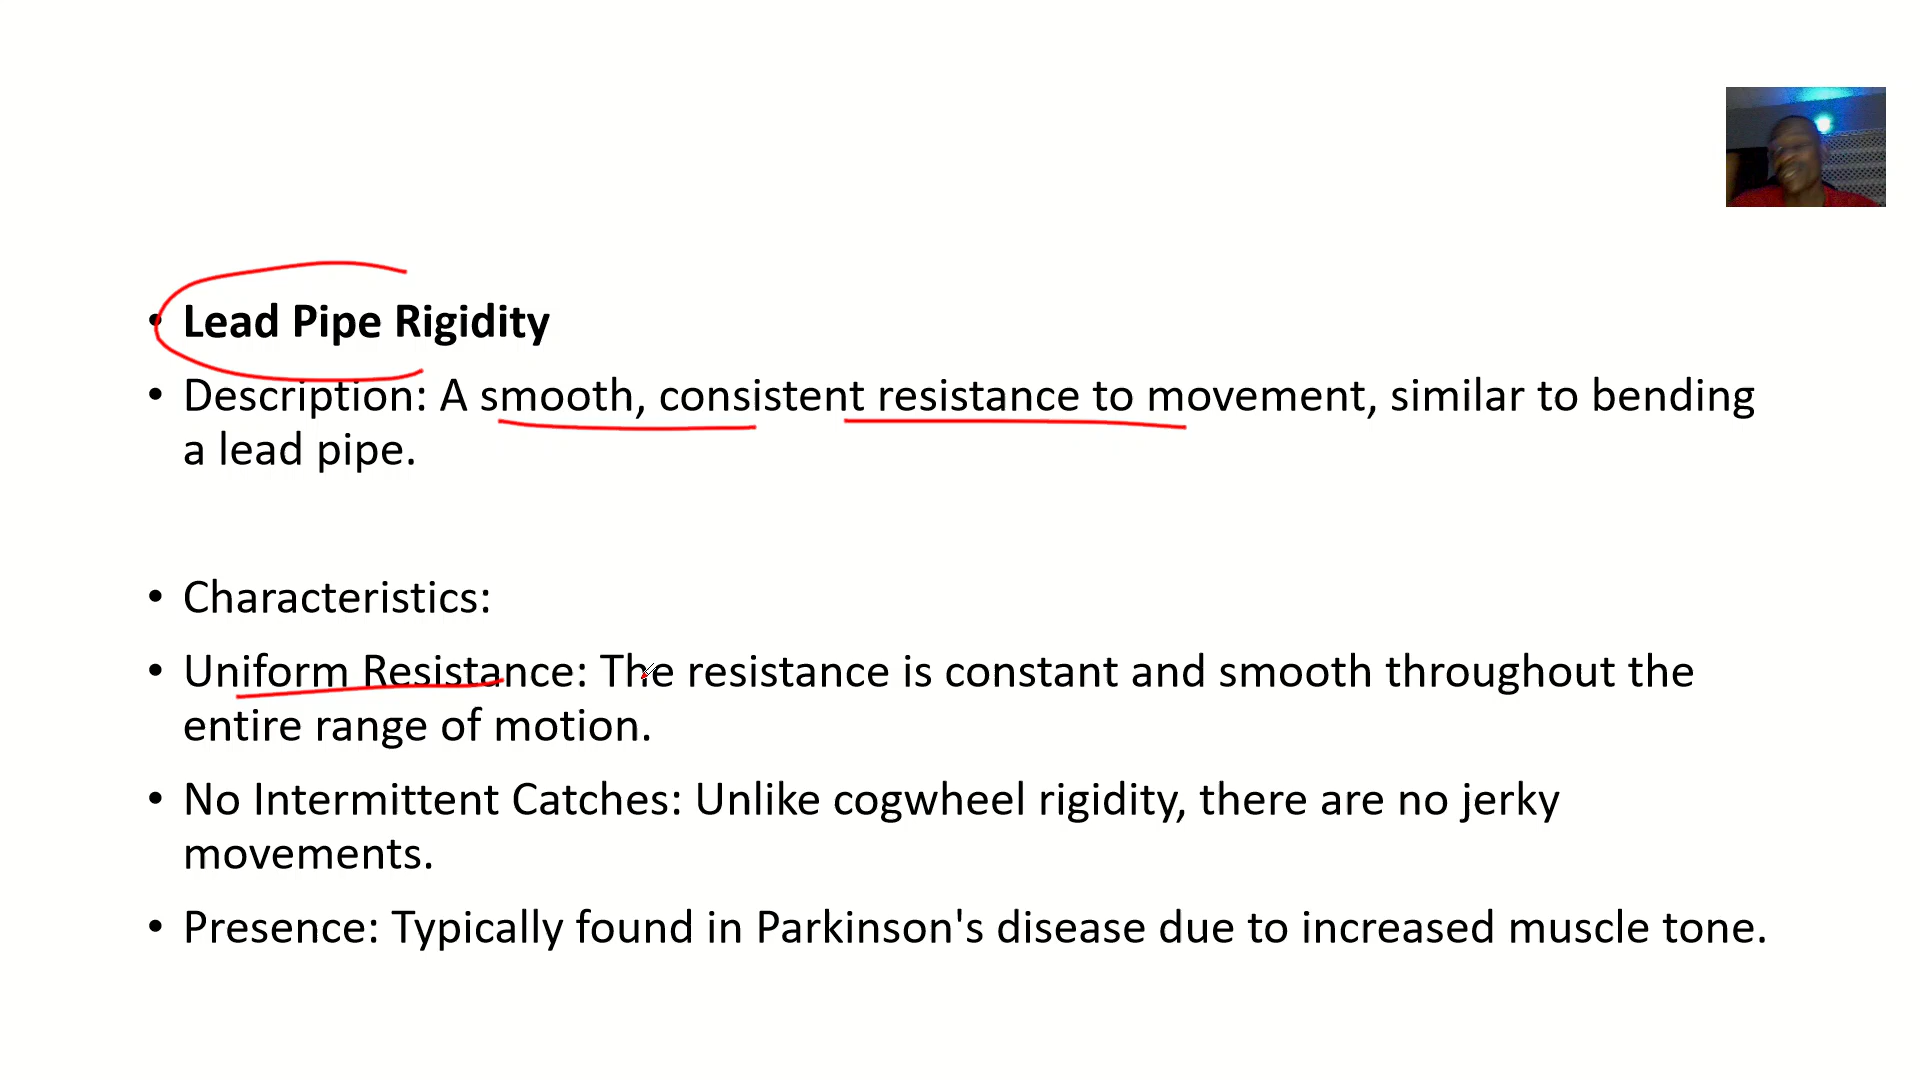 • Lead Pipe Rigidity
• Description: A smooth, consistent resistance to movement, similar to bending
a lead pipe.
• Characteristics:
• Uniform Resistance: The resistance is constant and smooth throughout the
entire range of motion.
• No Intermittent Catches: Unlike cogwheel rigidity, there are no jerky
movements.
• Presence: Typically found in Parkinson's disease due to increased muscle tone.